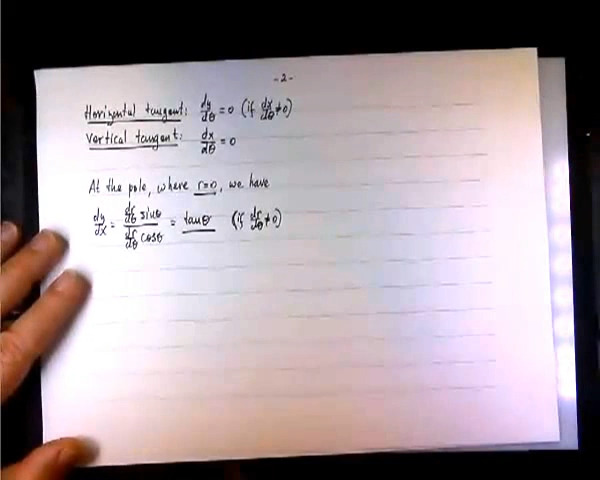 -2-
Horizontal tangent: dy/dθ = 0 (if dx/dθ ≠ 0)
Vertical tangent: dx/dθ = 0
At the pole, where r=0, we have
dy/dx = (dr/dθ sinθ)/(dr/dθ cosθ) = tanθ (if dr/dθ ≠ 0)